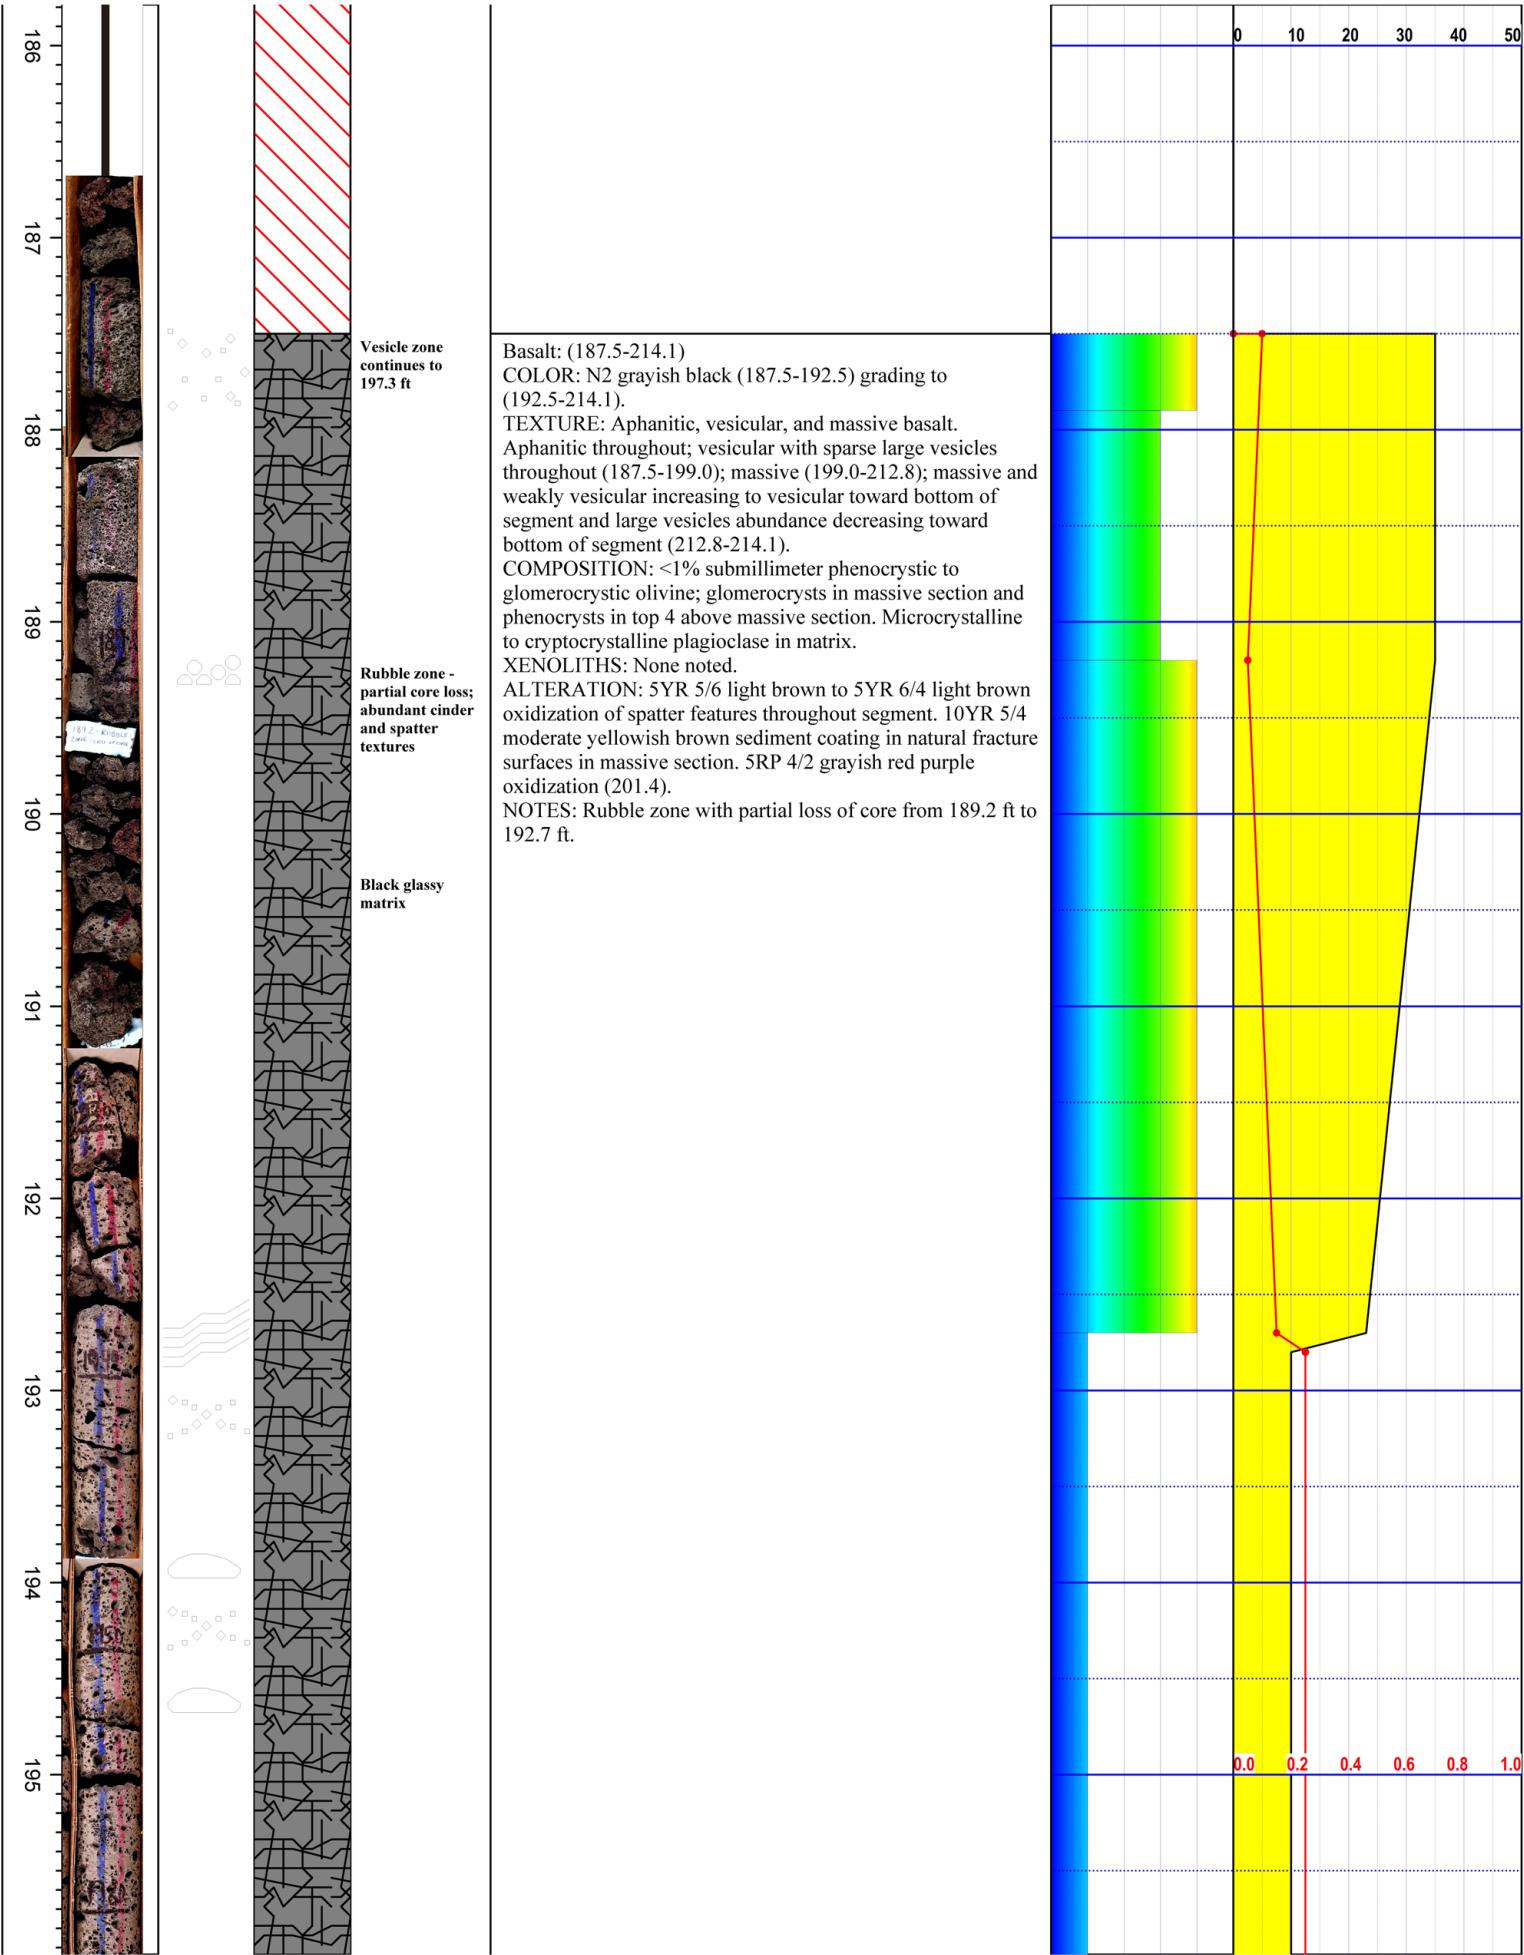 0 10 20 30 40 50
186
187
188
189
190
191
192
193
194
195
Vesicle zone
continues to
197.3 ft
Rubble zone -
partial core loss;
abundant cinder
and spatter
textures
Black glassy
matrix
Basalt: (187.5-214.1)
COLOR: N2 grayish black (187.5-192.5) grading to
(192.5-214.1).
TEXTURE: Aphanitic, vesicular, and massive basalt.
Aphanitic throughout; vesicular with sparse large vesicles
throughout (187.5-199.0); massive (199.0-212.8); massive and
weakly vesicular increasing to vesicular toward bottom of
segment and large vesicles abundance decreasing toward
bottom of segment (212.8-214.1).
COMPOSITION: <1% submillimeter phenocrystic to
glomerocrystic olivine; glomerocrysts in massive section and
phenocrysts in top 4 above massive section. Microcrystalline
to cryptocrystalline plagioclase in matrix.
XENOLITHS: None noted.
ALTERATION: 5YR 5/6 light brown to 5YR 6/4 light brown
oxidization of spatter features throughout segment. 10YR 5/4
moderate yellowish brown sediment coating in natural fracture
surfaces in massive section. 5RP 4/2 grayish red purple
oxidization (201.4).
NOTES: Rubble zone with partial loss of core from 189.2 ft to
192.7 ft.
189.2 - RUBBLE
0.0 0.2 0.4 0.6 0.8 1.0